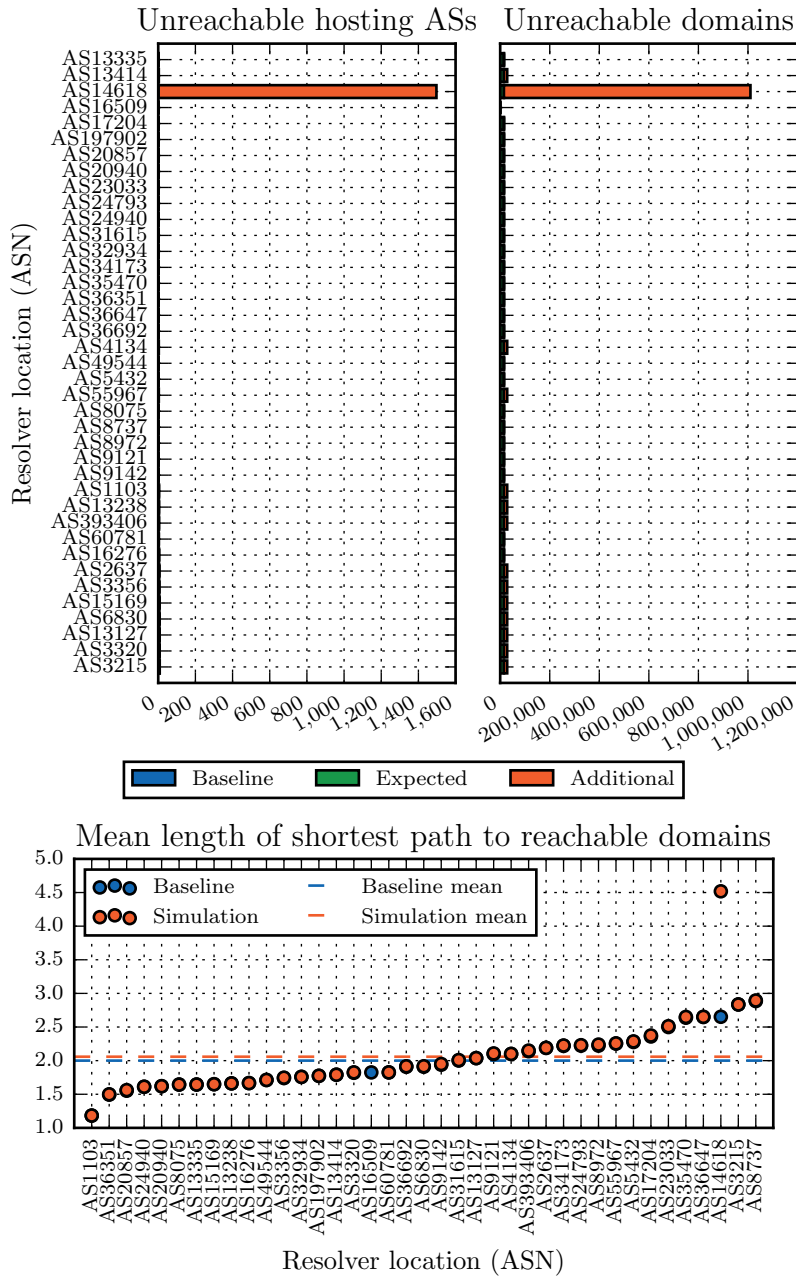 Unreachable hosting ASs
Unreachable domains
Resolver location (ASN)
AS13335
AS13414
AS14618
AS16509
AS17204
AS197902
AS20857
AS20940
AS23033
AS24793
AS24940
AS31615
AS32934
AS34173
AS35470
AS36351
AS36647
AS36692
AS4134
AS49544
AS5432
AS55967
AS8075
AS8737
AS8972
AS9121
AS9142
AS1103
AS13238
AS393406
AS60781
AS16276
AS2637
AS3356
AS15169
AS6830
AS13127
AS3320
AS3215
0 200 400 600 800 1,000 1,200 1,400 1,600
0 200,000 400,000 600,000 800,000 1,000,000 1,200,000
Baseline Expected Additional
Mean length of shortest path to reachable domains
5.0
4.5
4.0
3.5
3.0
2.5
2.0
1.5
1.0
Baseline Baseline mean
Simulation Simulation mean
AS1103
AS36351
AS20857
AS24940
AS20940
AS8075
AS13335
AS15169
AS13238
AS16276
AS49544
AS3356
AS32934
AS197902
AS13414
AS3320
AS16509
AS60781
AS36692
AS6830
AS9142
AS31615
AS13127
AS9121
AS4134
AS393406
AS2637
AS34173
AS24793
AS8972
AS55967
AS5432
AS17204
AS23033
AS35470
AS36647
AS14618
AS3215
AS8737
Resolver location (ASN)